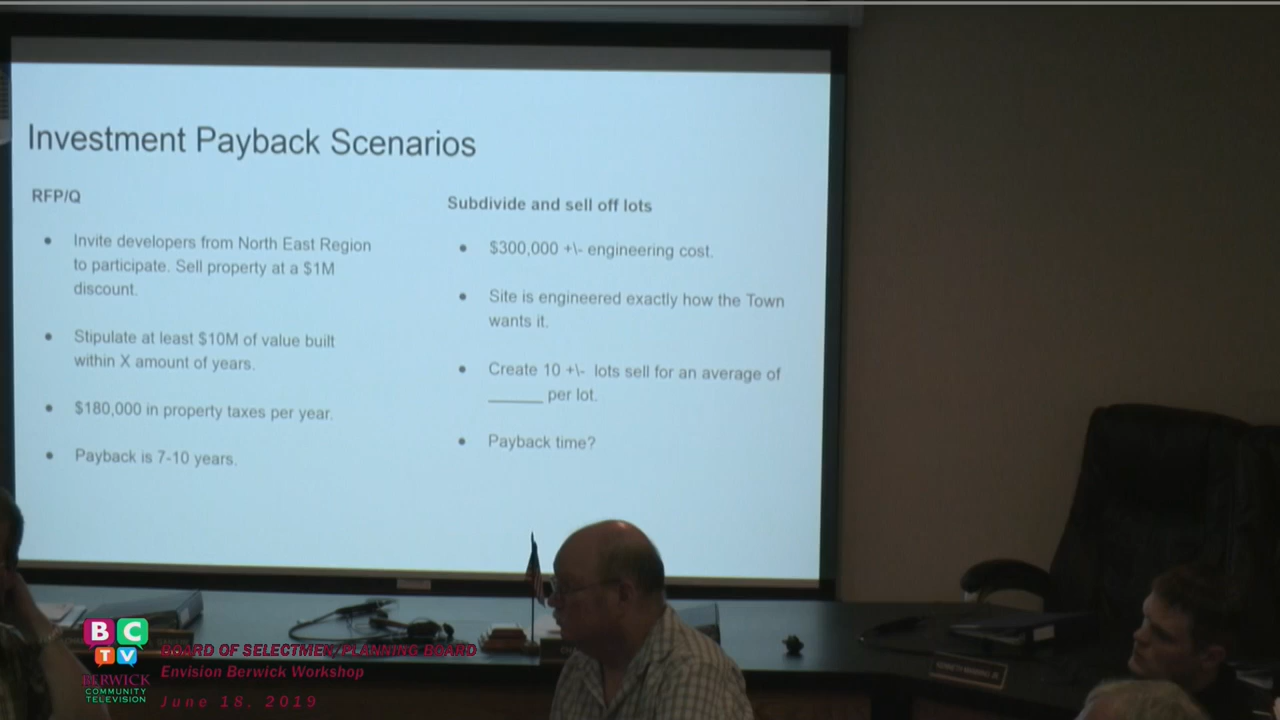 Investment Payback Scenarios
RFP/Q
● Invite developers from North East Region
to participate. Sell property at a $1M
discount.
● Stipulate at least $10M of value built
within X amount of years.
● $180,000 in property taxes per year.
● Payback is 7-10 years.
Subdivide and sell off lots
● $300,000 +\- engineering cost.
● Site is engineered exactly how the Town
wants it.
● Create 10 +\- lots sell for an average of
______ per lot.
● Payback time?
BC
TV
BERWICK
COMMUNITY
TELEVISION
BOARD OF SELECTMEN/PLANNING BOARD
Envision Berwick Workshop
June 18, 2019
KENNETH